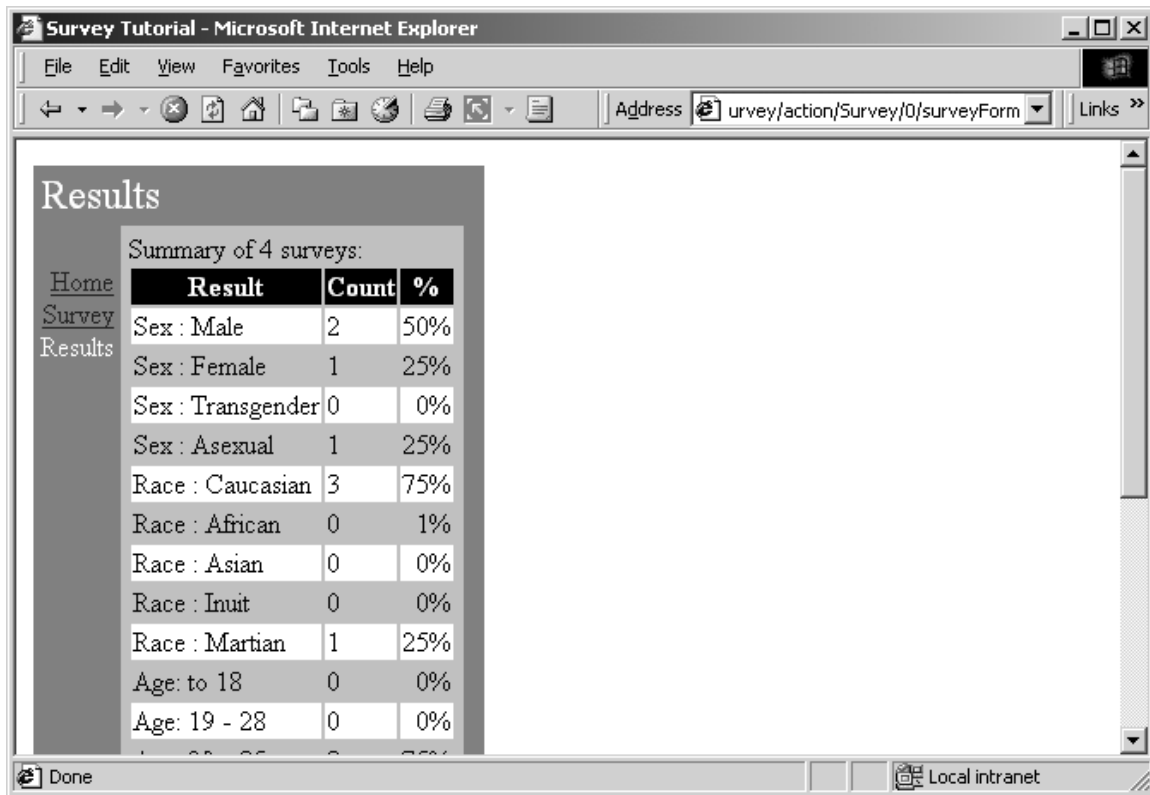 Survey Tutorial - Microsoft Internet Explorer
File Edit View Favorites Tools Help
Address urvey/action/Survey/0/surveyForm Links »
Results
Home
Survey
Results
Summary of 4 surveys:
Result Count %
Sex : Male 2 50%
Sex : Female 1 25%
Sex : Transgender 0 0%
Sex : Asexual 1 25%
Race : Caucasian 3 75%
Race : African 0 1%
Race : Asian 0 0%
Race : Inuit 0 0%
Race : Martian 1 25%
Age: to 18 0 0%
Age: 19 - 28 0 0%
Done Local intranet